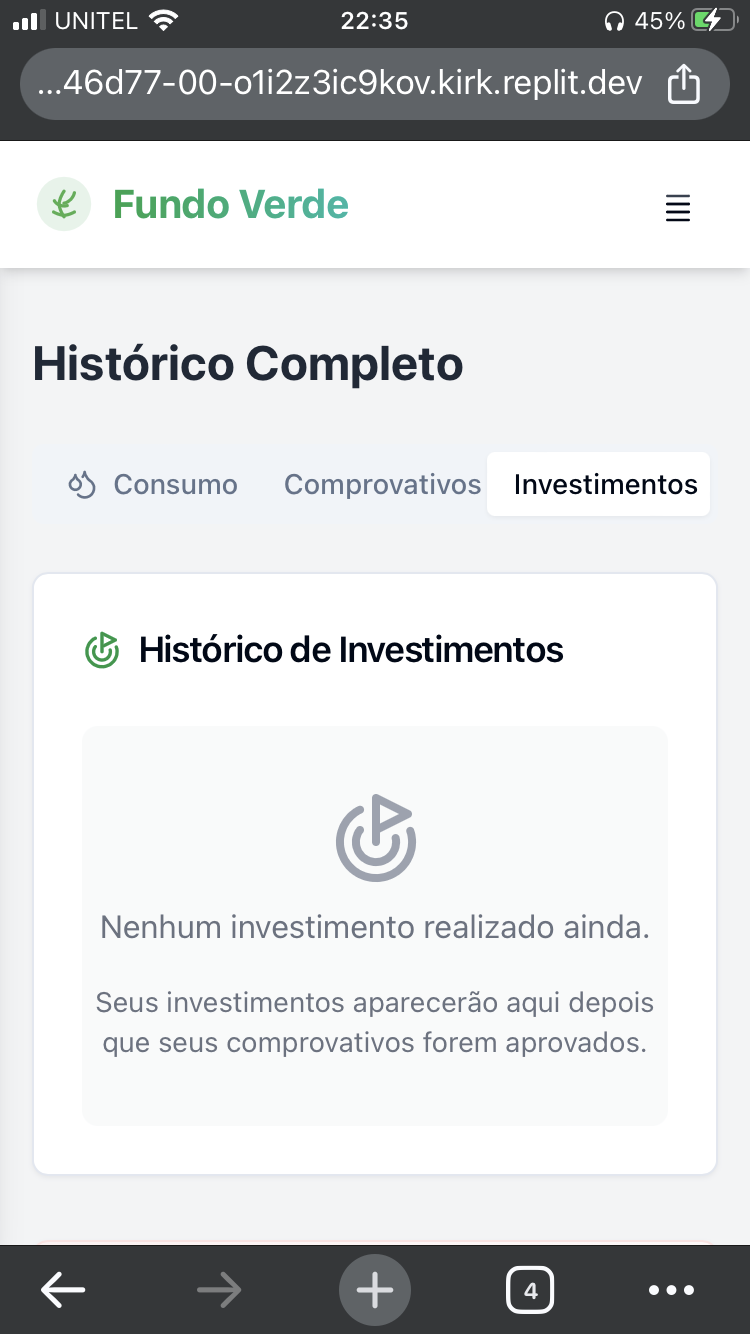 UNITEL 22:35 45%
...46d77-00-o1i2z3ic9kov.kirk.replit.dev
Fundo Verde
Histórico Completo
Consumo Comprovativos Investimentos
Histórico de Investimentos
Nenhum investimento realizado ainda.
Seus investimentos aparecerão aqui depois
que seus comprovativos forem aprovados.
4